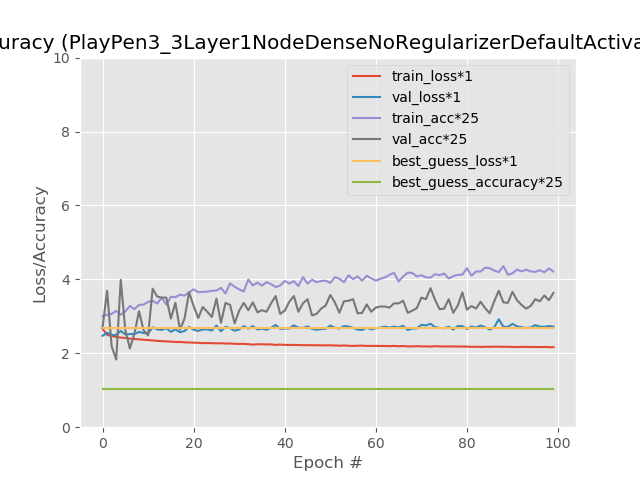 uracy (PlayPen3_3Layer1NodeDenseNoRegularizerDefaultActiva
train_loss*1
val_loss*1
train_acc*25
val_acc*25
best_guess_loss*1
best_guess_accuracy*25
Loss/Accuracy
10
8
6
4
2
0
0 20 40 60 80 100
Epoch #